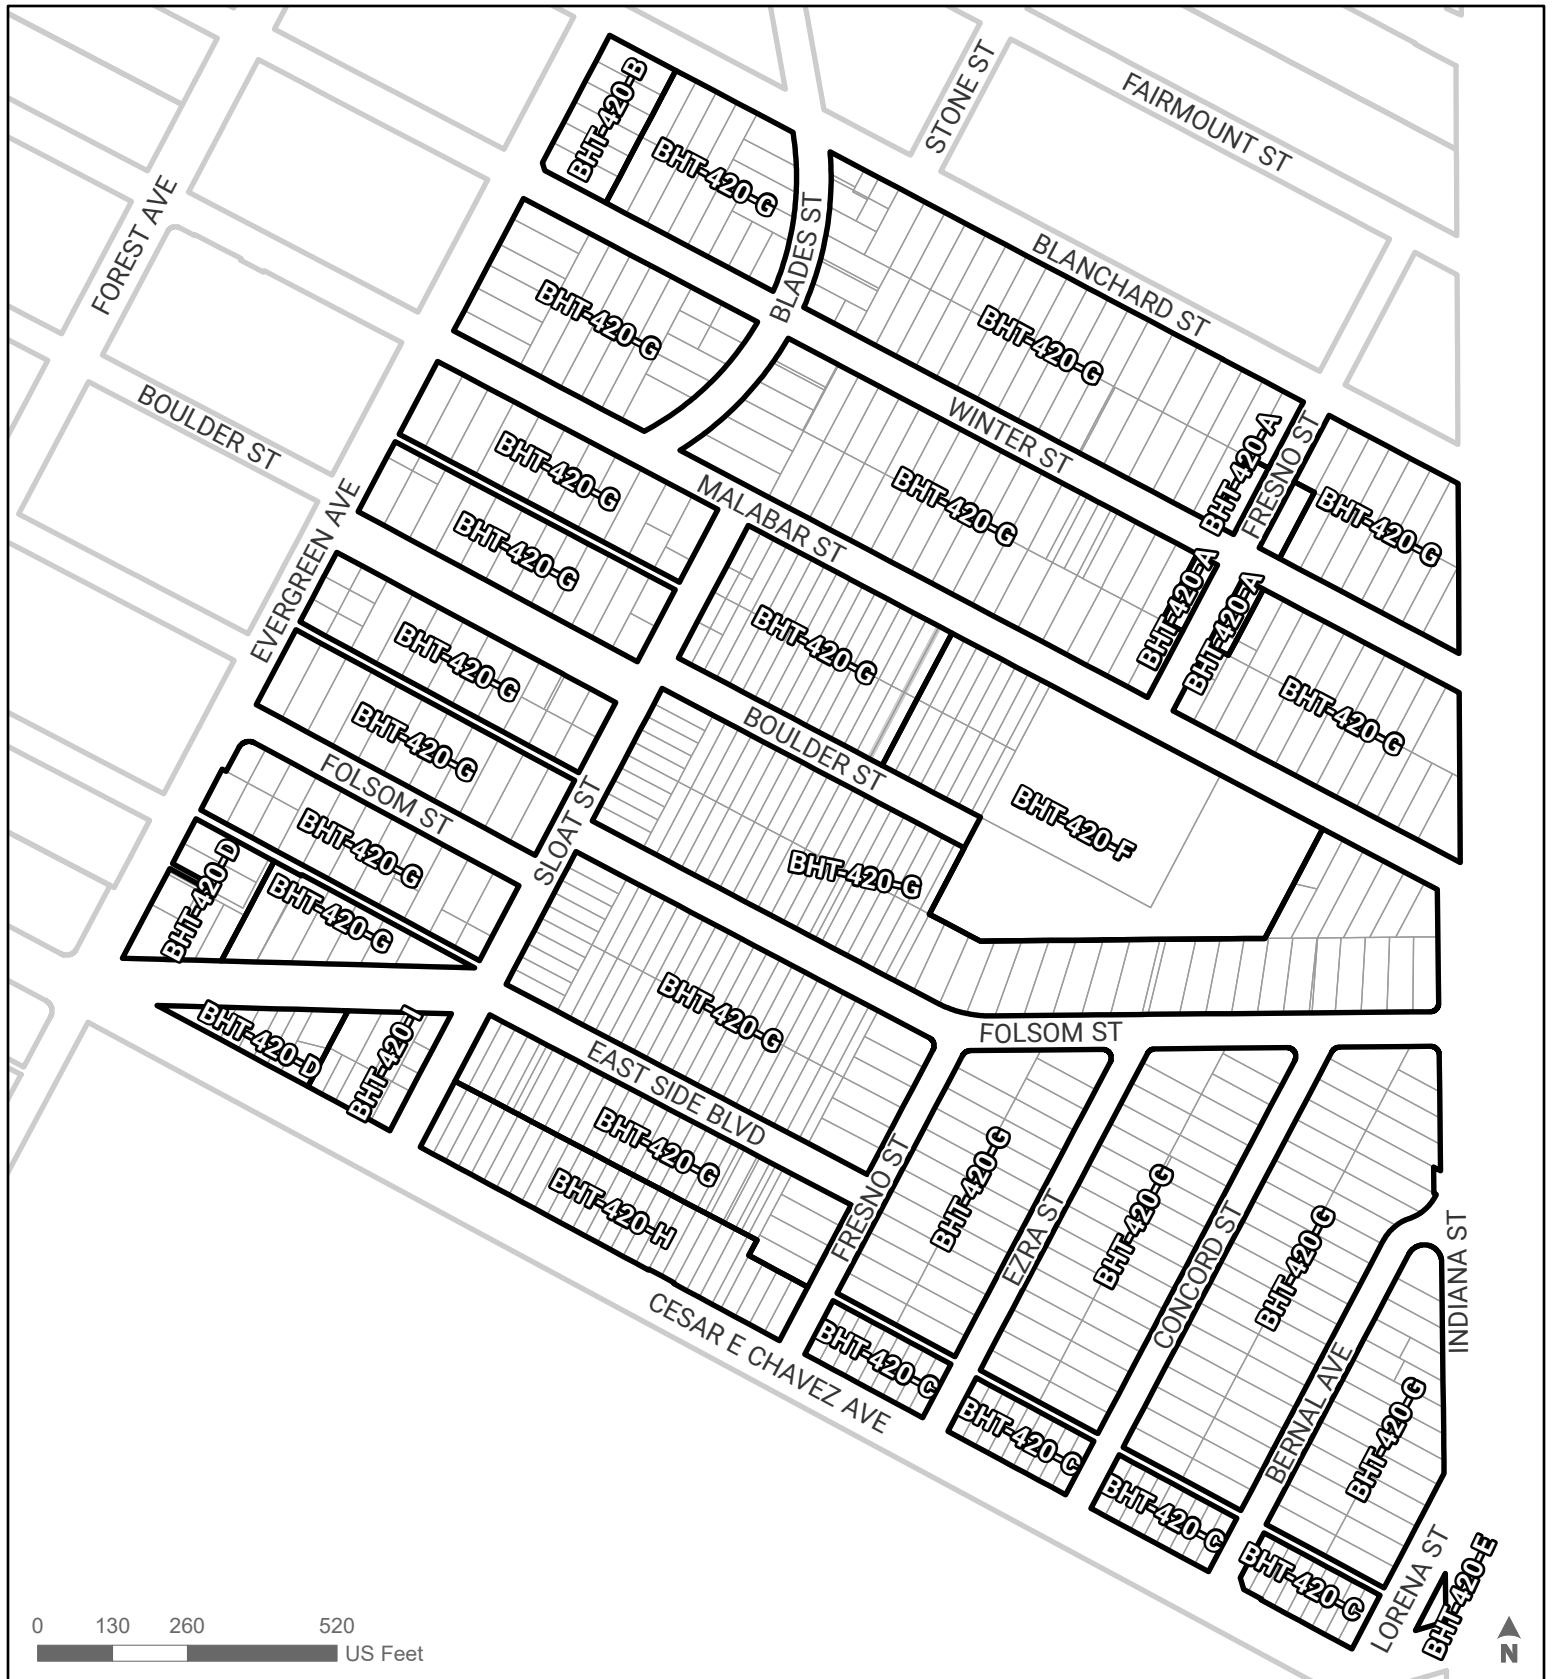 STONE ST
FAIRMOUNT ST
BHT-420-B
BHT-420-G
FOREST AVE
BLADES ST
BLANCHARD ST
BHT-420-G
BHT-420-G
BOULDER ST
WINTER ST
BHT-420-A
FRESNO ST
BHT-420-G
BHT-420-G
BHT-420-G
MALABAR ST
BHT-420-G
EVERGREEN AVE
BHT-420-A
BHT-420-A
BHT-420-G
BHT-420-G
BHT-420-G
BHT-420-G
BOULDER ST
BHT-420-G
FOLSOM ST
SLOAT ST
BHT-420-F
BHT-420-G
BHT-420-G
BHT-420-D
BHT-420-G
BHT-420-G
FOLSOM ST
BHT-420-D
BHT-420-I
EAST SIDE BLVD
BHT-420-G
BHT-420-H
FRESNO ST
BHT-420-G
EZRA ST
BHT-420-G
CONCORD ST
BHT-420-G
INDIANA ST
CESAR E CHAVEZ AVE
BHT-420-C
BERNAL AVE
BHT-420-G
BHT-420-C
BHT-420-C
BHT-420-C
LORENA ST
BHT-420-E
0 130 260 520
US Feet
N